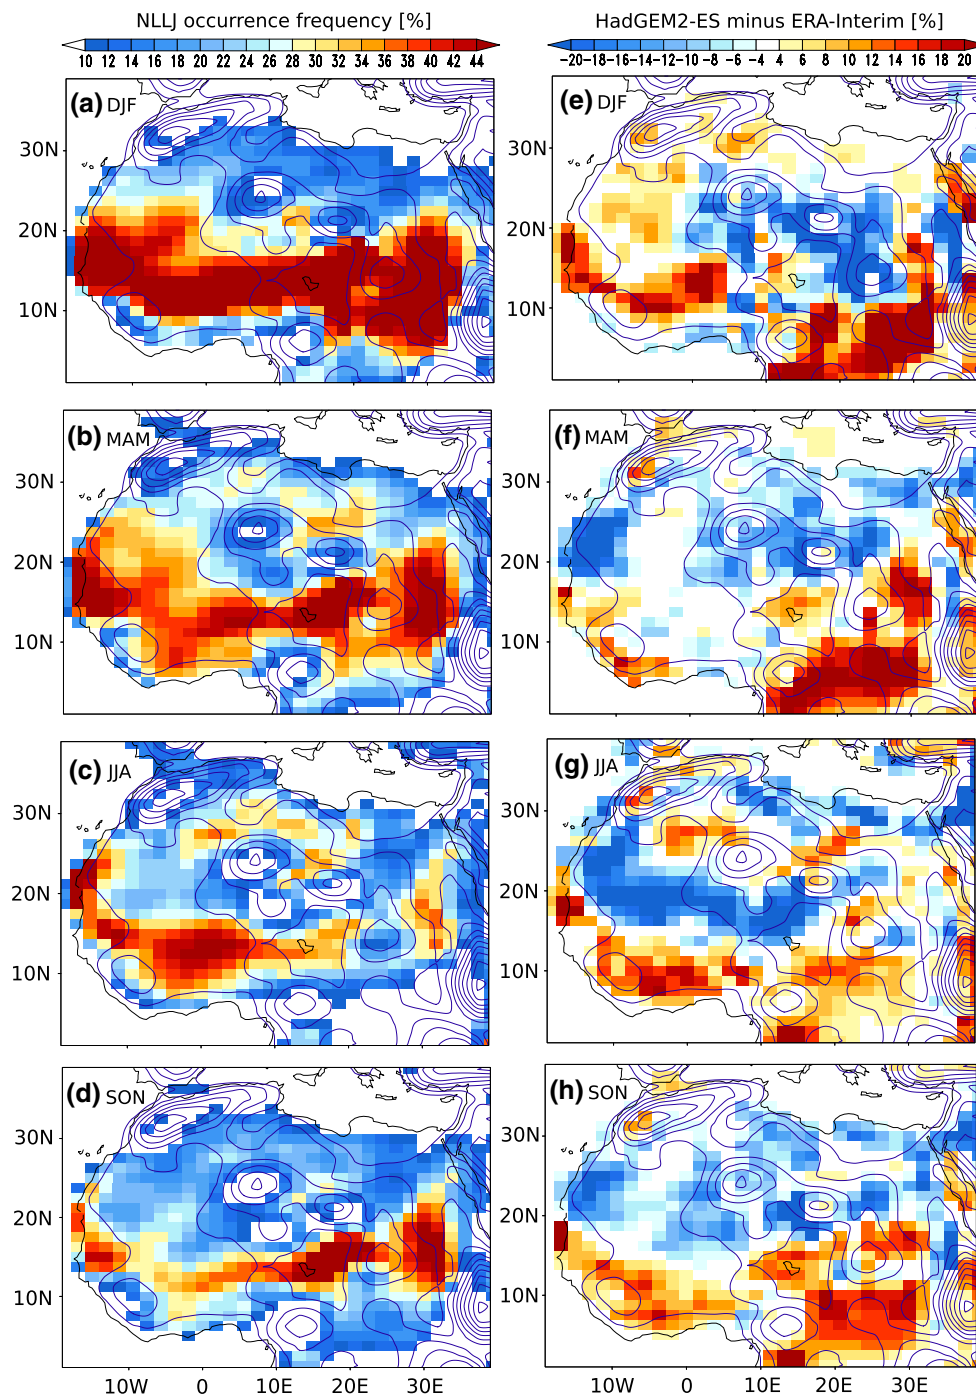 NLLJ occurrence frequency [%]
10 12 14 16 18 20 22 24 26 28 30 32 34 36 38 40 42 44
HadGEM2-ES minus ERA-Interim [%]
-20 -18 -16 -14 -12 -10 -8 -6 -4 4 6 8 10 12 14 16 18 20
(a) DJF
30N
20N
10N
(e) DJF
30N
20N
10N
(b) MAM
30N
20N
10N
(f) MAM
30N
20N
10N
(c) JJA
30N
20N
10N
(g) JJA
30N
20N
10N
(d) SON
30N
20N
10N
10W 0 10E 20E 30E
(h) SON
30N
20N
10N
10W 0 10E 20E 30E